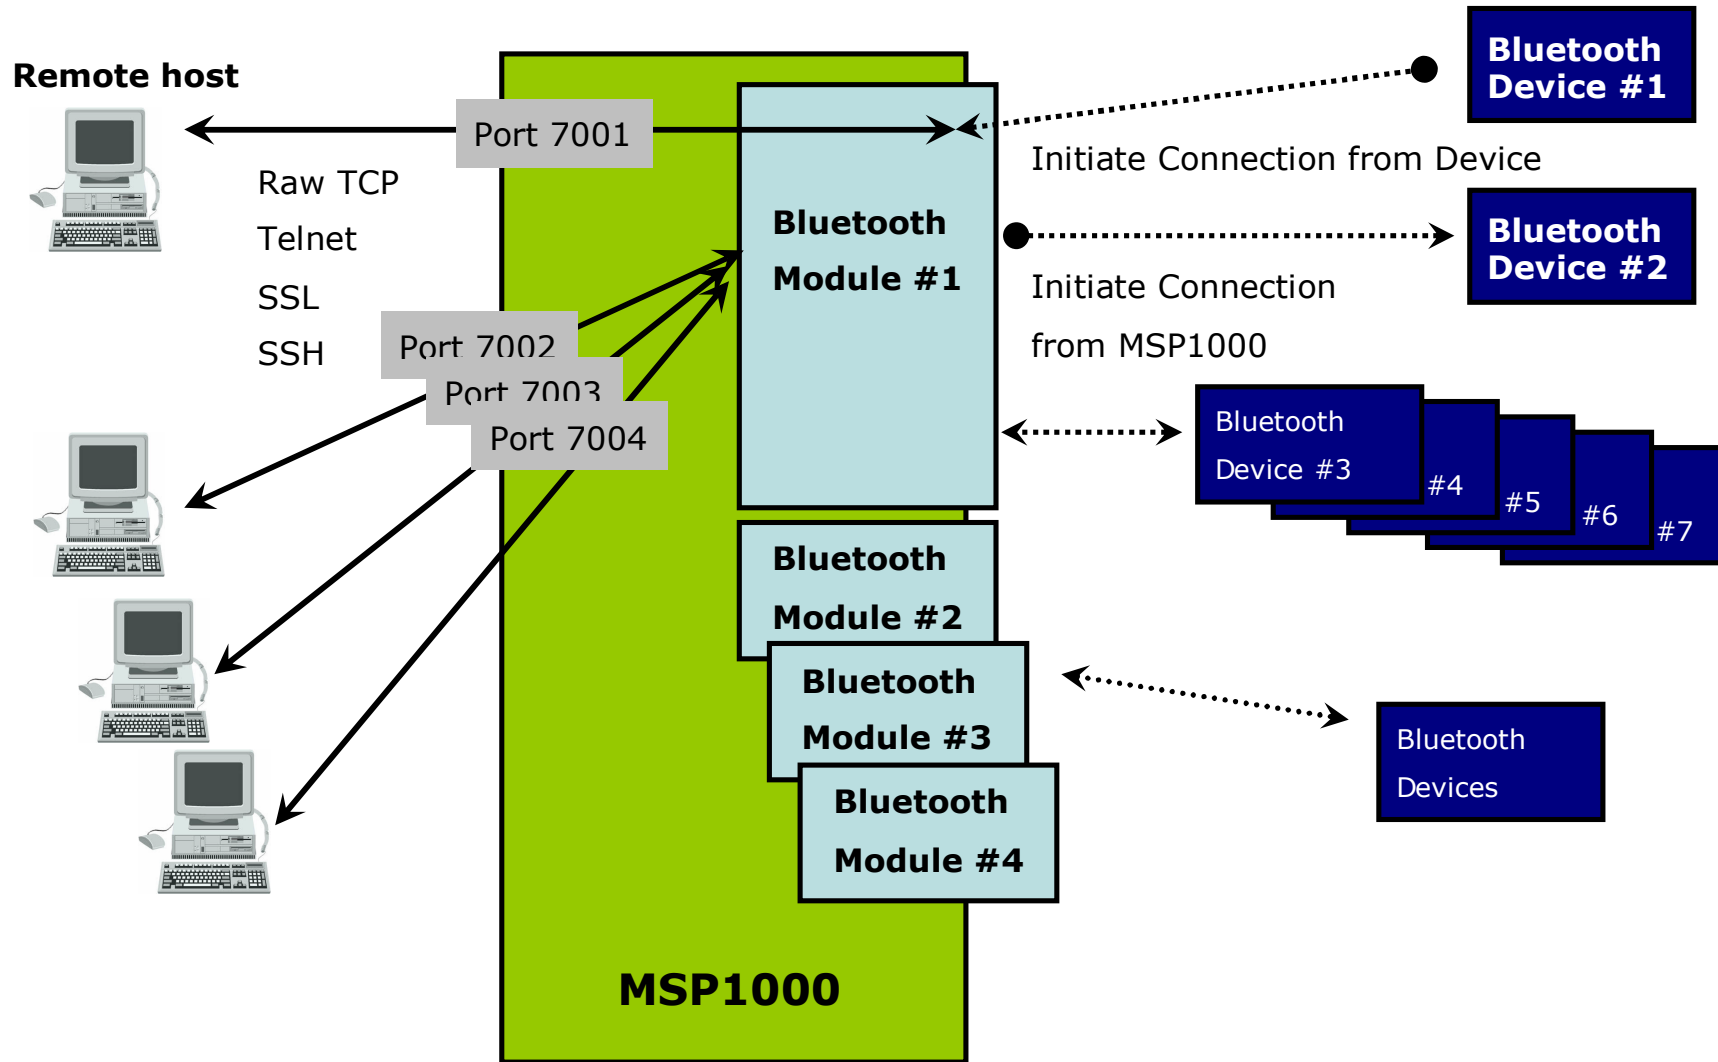 Remote host
Port 7001
Raw TCP
Telnet
SSL
SSH
Port 7002
Port 7003
Port 7004
Bluetooth
Module #1
Bluetooth
Module #2
Bluetooth
Module #3
Bluetooth
Module #4
MSP1000
Bluetooth
Device #1
Initiate Connection from Device
Bluetooth
Device #2
Initiate Connection
from MSP1000
Bluetooth
Device #3
#4
#5
#6
#7
Bluetooth
Devices